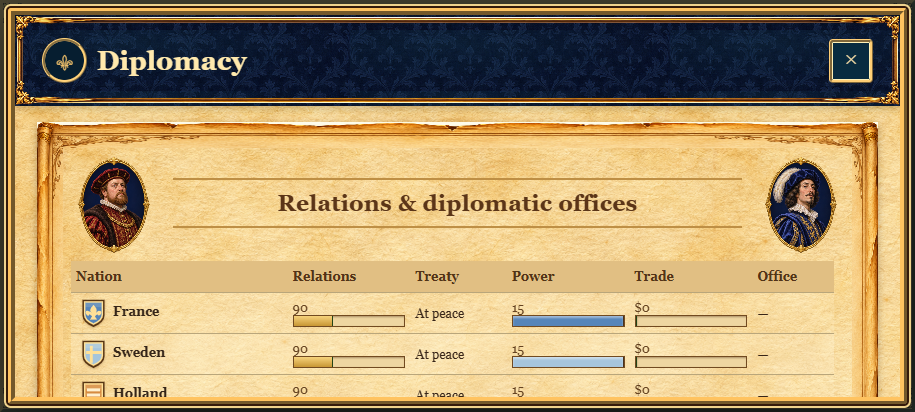 Diplomacy
×
Relations & diplomatic offices
Nation Relations Treaty Power Trade Office
France 90 At peace 15 $0 —
Sweden 90 At peace 15 $0 —
Holland 90 At peace 15 $0 —